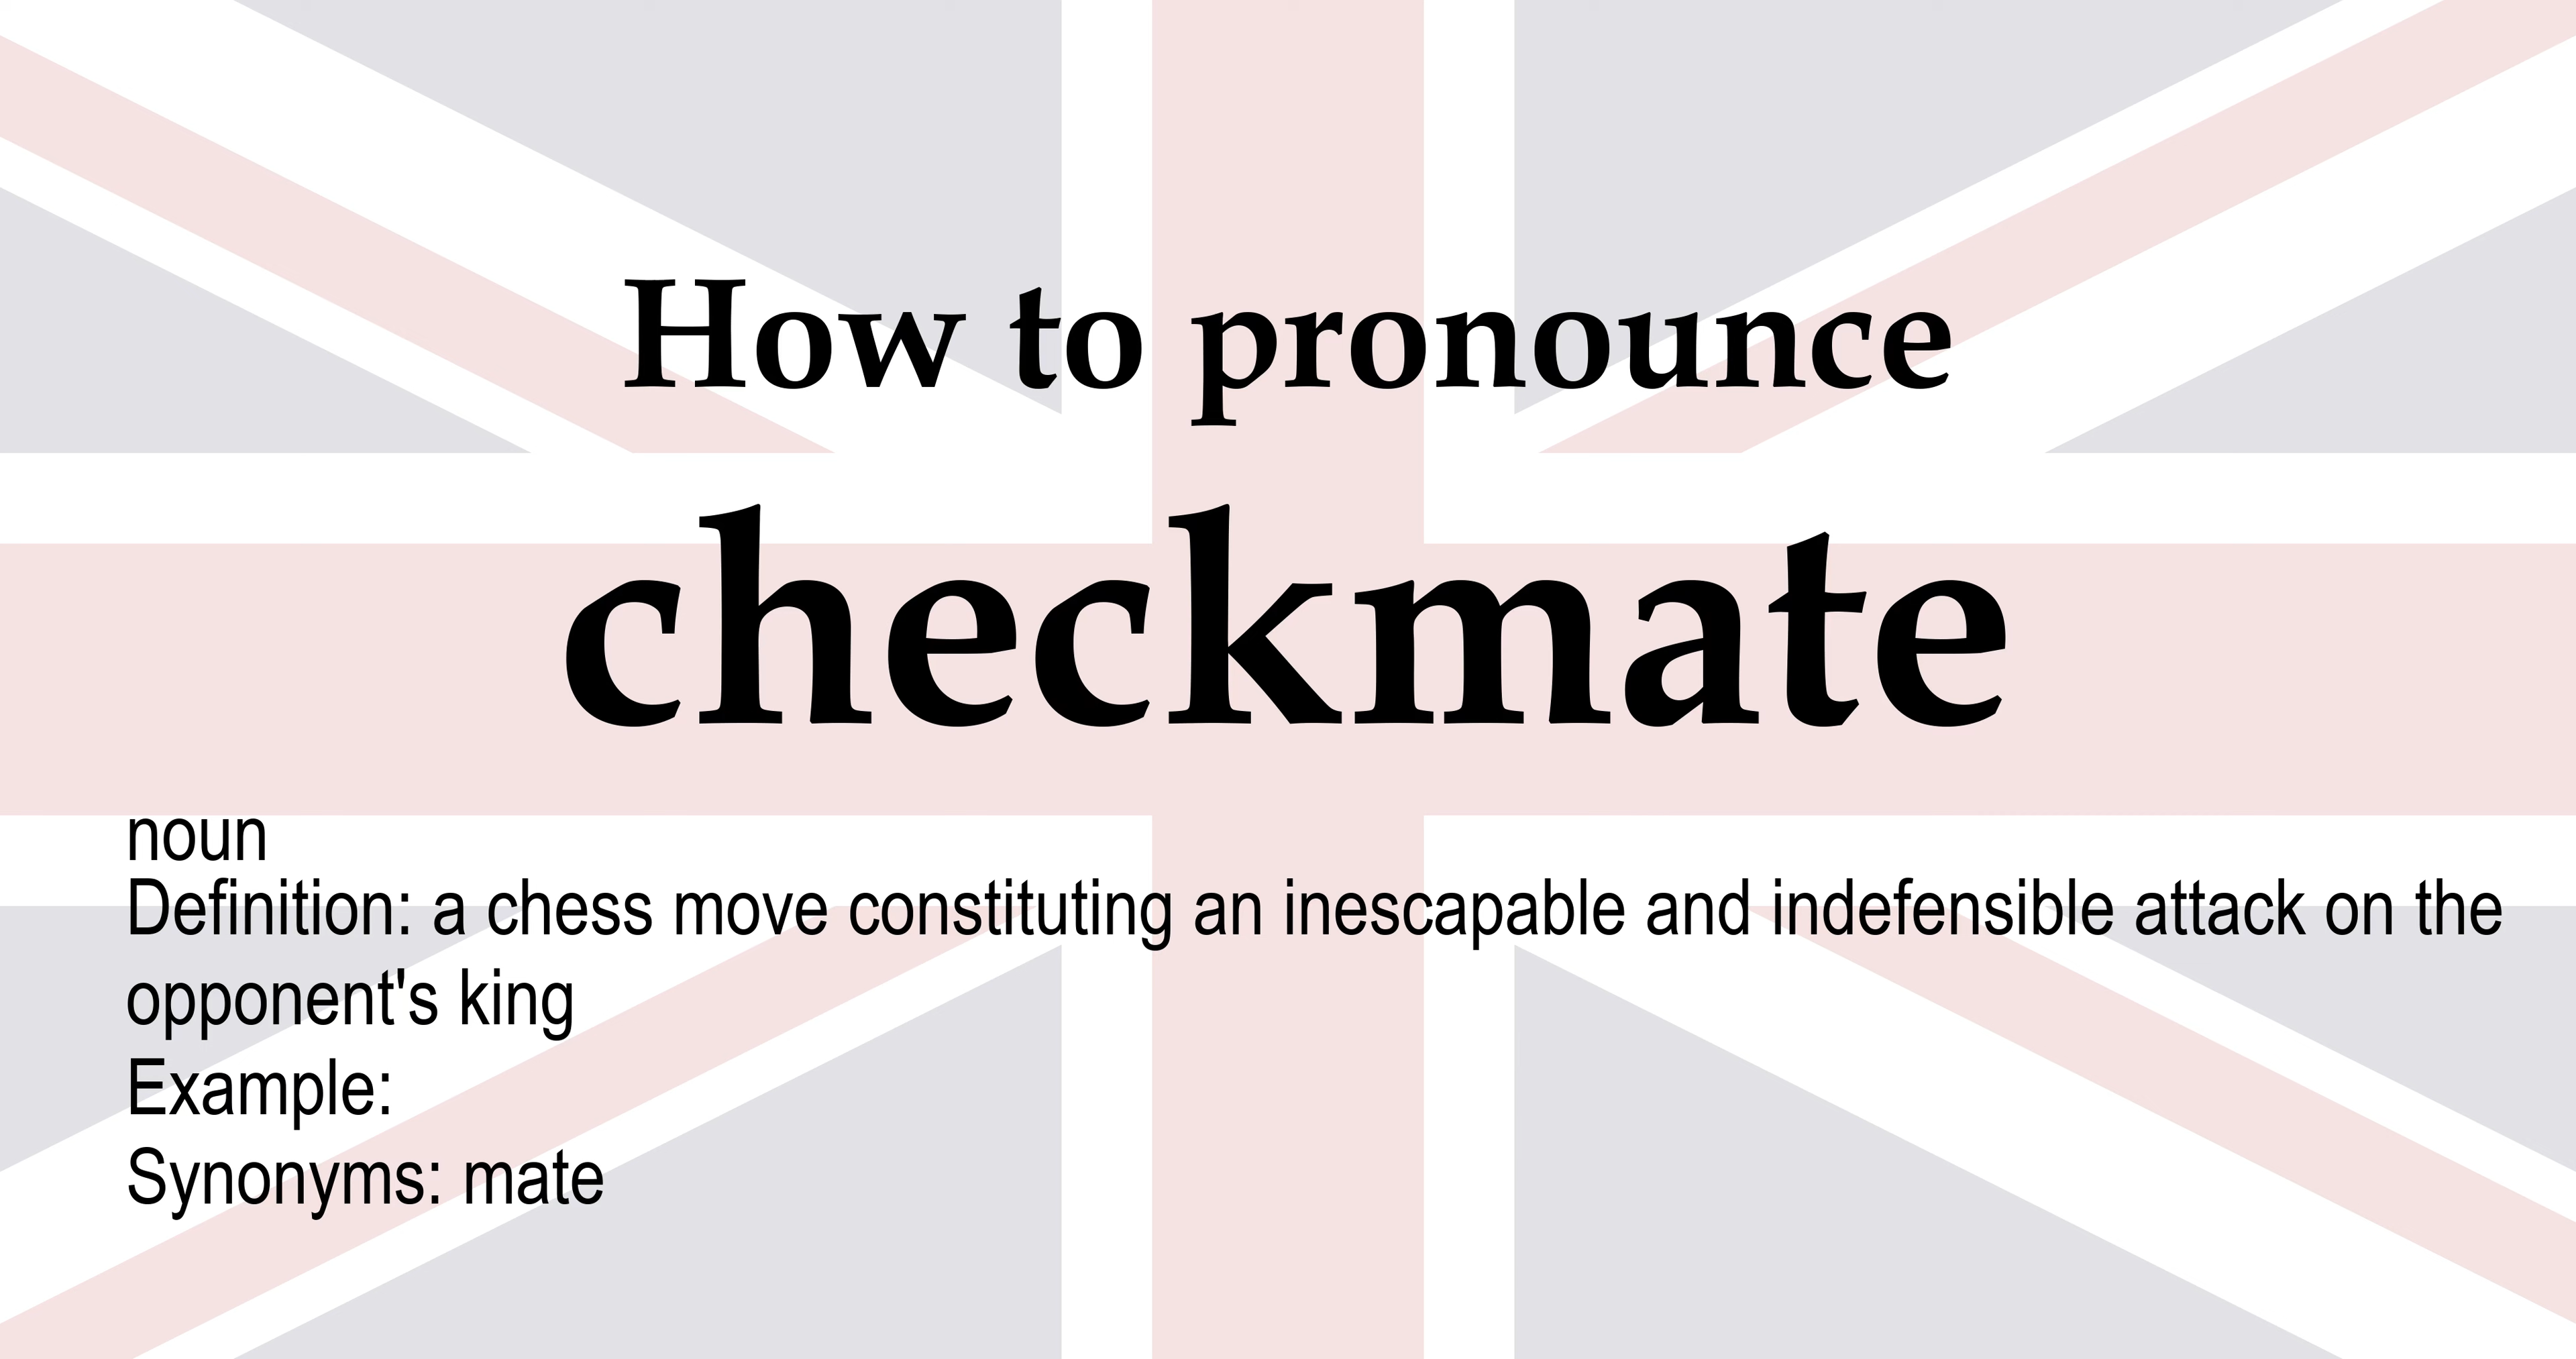 How to pronounce
checkmate
noun
Definition: a chess move constituting an inescapable and indefensible attack on the
opponent's king
Example:
Synonyms: mate